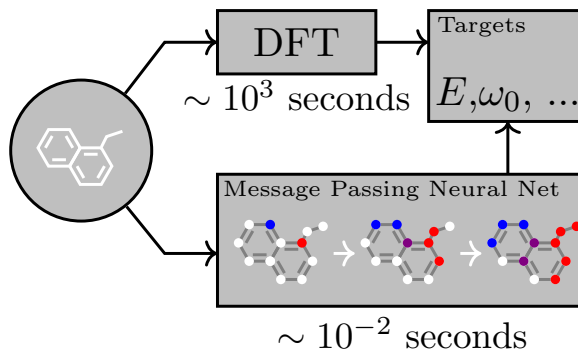 DFT
Targets
E,ω₀, ...
∼ 10³ seconds
Message Passing Neural Net
∼ 10⁻² seconds